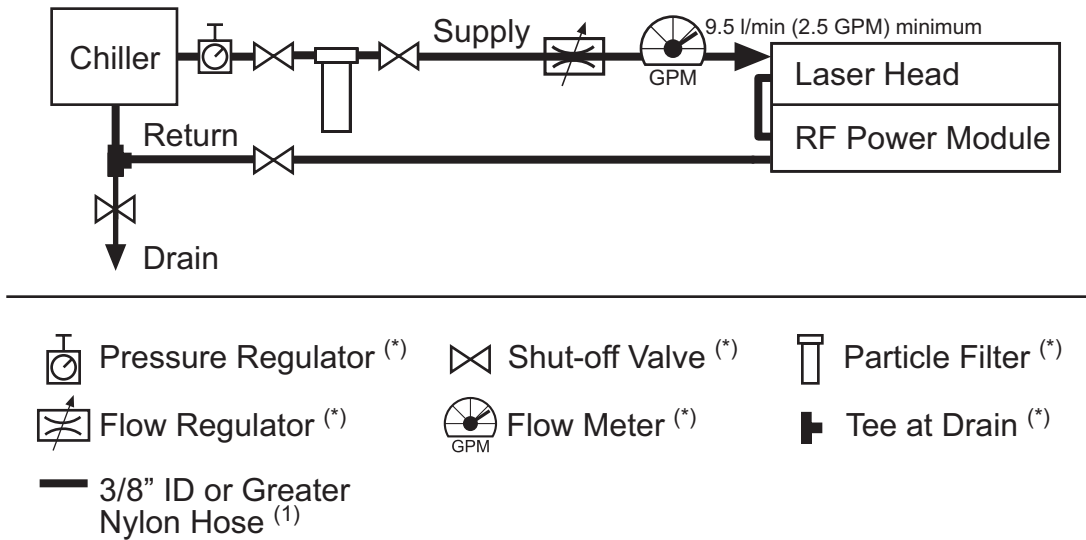 Chiller
Supply
9.5 l/min (2.5 GPM) minimum
GPM
Laser Head
RF Power Module
Return
Drain
Pressure Regulator (*)
Shut-off Valve (*)
Particle Filter (*)
Flow Regulator (*)
GPM
Flow Meter (*)
Tee at Drain (*)
3/8” ID or Greater
Nylon Hose (1)